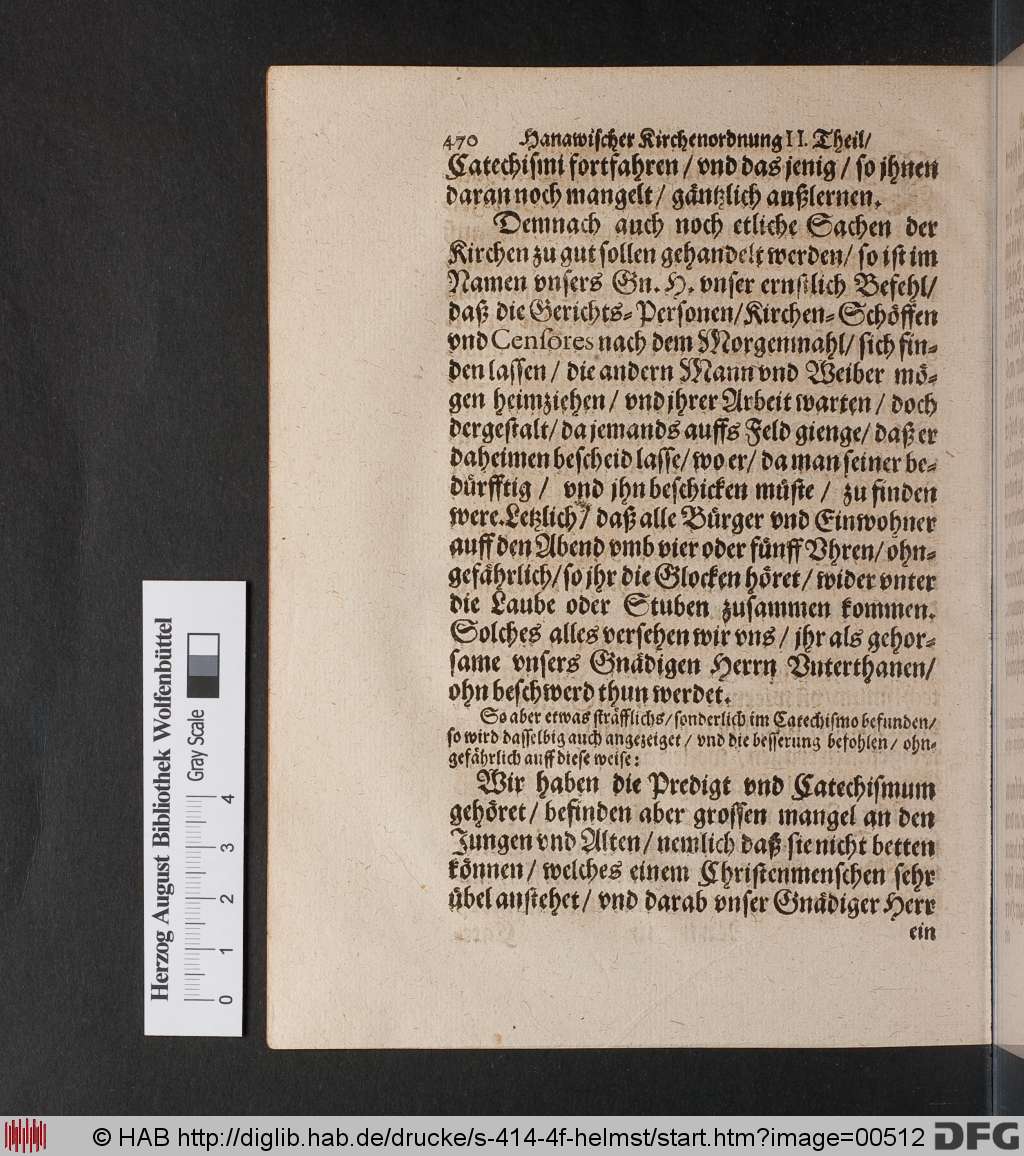 470 Hanawischer Kirchenordnung II. Theil/
Catechismi fortfahren / vnd das jenig / so jhnen
daran noch mangelt / gäntzlich außlernen.
Demnach auch noch etliche Sachen der
Kirchen zu gut sollen gehandelt werden/ so ist im
Namen vnsers Gn. H. vnser ernstlich Befehl/
daß die Gerichts-Personen/Kirchen-Schöffen
vnd Censores nach dem Morgenmahl/ sich fin-
den lassen / die andern Mann vnd Weiber mö-
gen heimziehen / vnd jhrer Arbeit warten / doch
dergestalt/ da jemands auffs Feld gienge/ daß er
daheimen bescheid lasse/ wo er/ da man seiner be-
dürfftig / vnd jhn beschicken müste / zu finden
were. Letzlich/ daß alle Bürger vnd Einwohner
auff den Abend vmb vier oder fünff Vhren/ ohn-
gefährlich/ so jhr die Glocken höret/ wider vnter
die Laube oder Stuben zusammen kommen.
Solches alles versehen wir vns / jhr als gehor-
same vnsers Gnädigen Herrn Vnterthanen/
ohn beschwerd thun werdet.
So aber etwas sträfflichs/ sonderlich im Catechismo befunden/
so wird dasselbig auch angezeiget / vnd die besserung befohlen / ohn-
gefährlich auff diese weise:
Wir haben die Predigt vnd Catechismum
gehöret / befinden aber grossen mangel an den
Jungen vnd Alten / nemlich daß sie nicht betten
können / welches einem Christenmenschen sehr
übel anstehet / vnd darab vnser Gnädiger Herr
ein
Herzog August Bibliothek Wolfenbüttel
Gray Scale
0 1 2 3 4
© HAB http://diglib.hab.de/drucke/s-414-4f-helmst/start.htm?image=00512 DFG